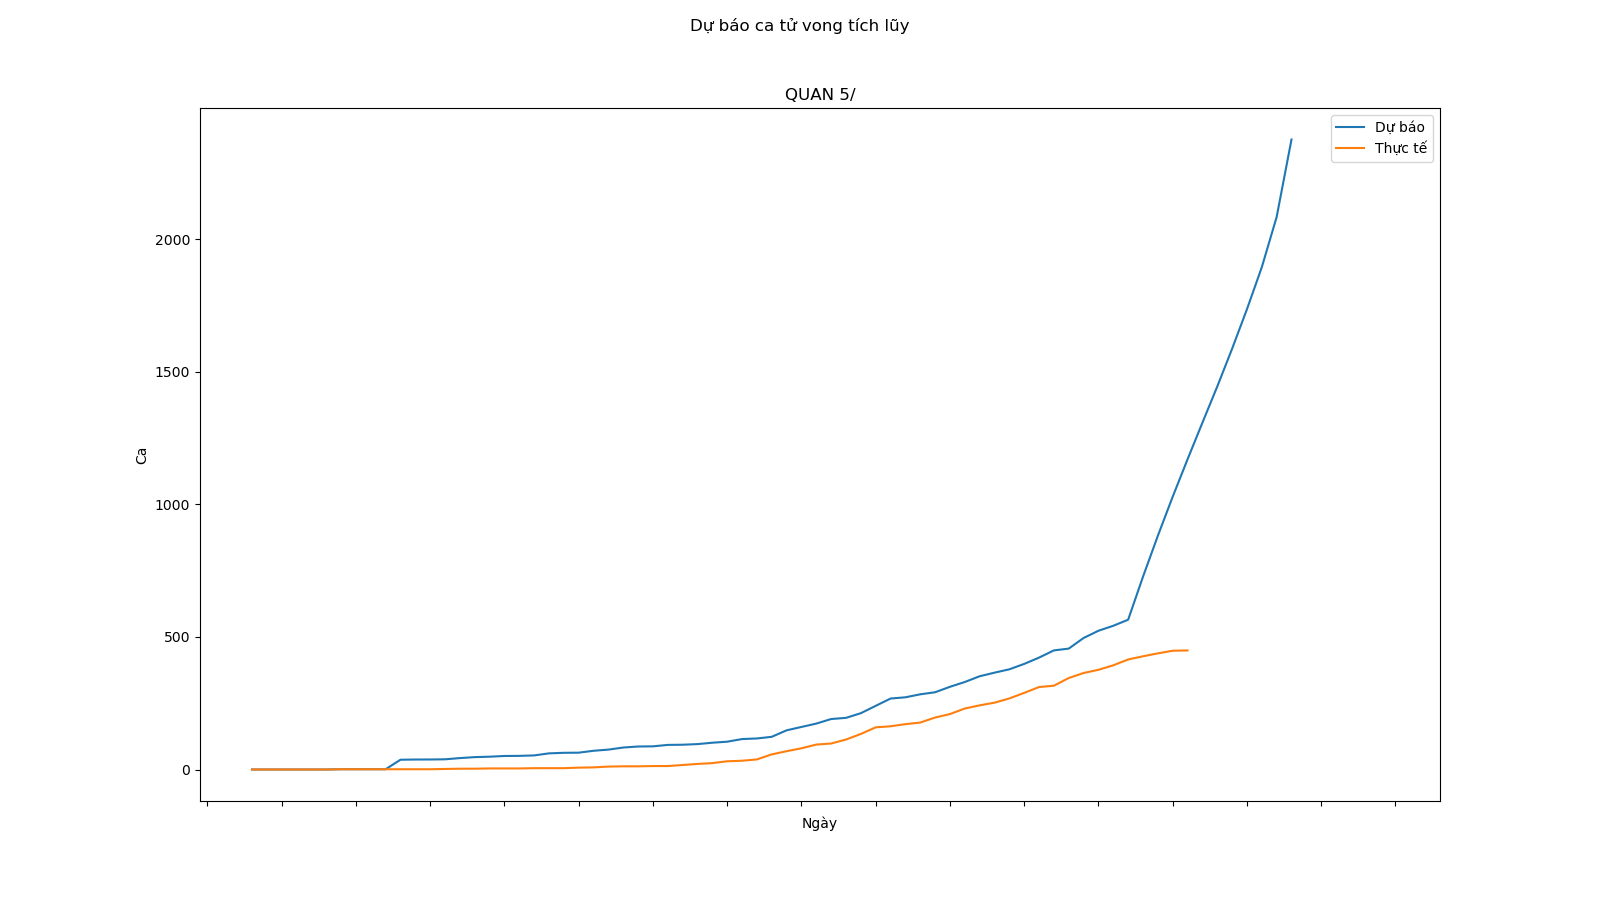 Dự báo ca tử vong tích lũy
QUAN 5/
Dự báo
Thực tế
2000
1500
1000
500
0
Ca
Ngày